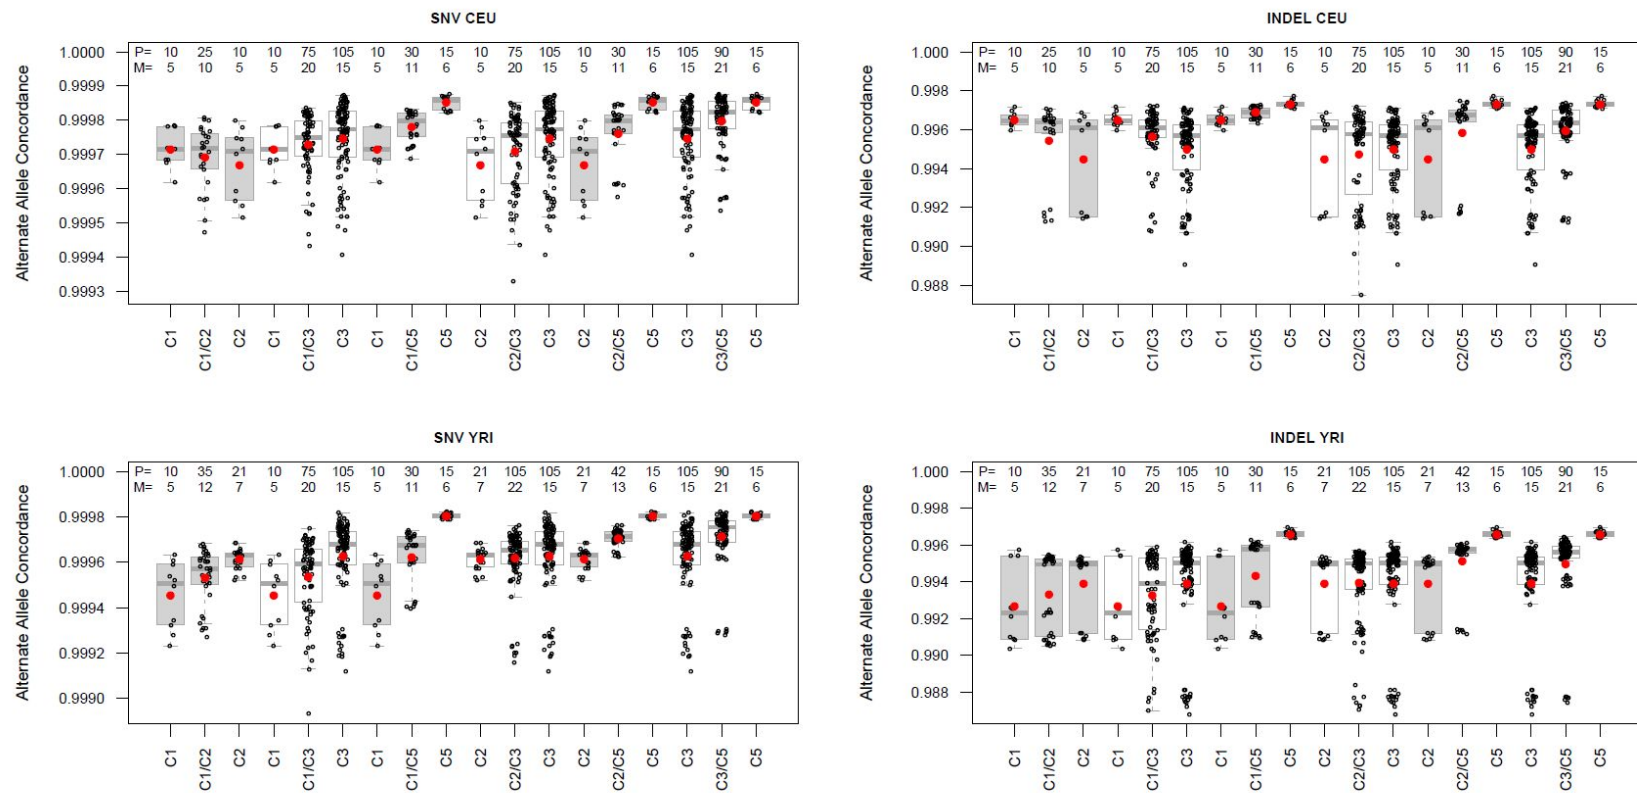 SNV CEU
P= 10 25 10 10 75 105 10 30 15 10 75 105 10 30 15 105 90 15
M= 5 10 5 5 20 15 5 11 6 5 20 15 5 11 6 15 21 6
Alternate Allele Concordance
1.0000
0.9999
0.9998
0.9997
0.9996
0.9995
0.9994
0.9993
C1 C1/C2 C2 C1 C1/C3 C3 C1 C1/C5 C5 C2 C2/C3 C3 C2 C2/C5 C5 C3 C3/C5 C5
INDEL CEU
P= 10 25 10 10 75 105 10 30 15 10 75 105 10 30 15 105 90 15
M= 5 10 5 5 20 15 5 11 6 5 20 15 5 11 6 15 21 6
Alternate Allele Concordance
1.000
0.998
0.996
0.994
0.992
0.990
0.988
C1 C1/C2 C2 C1 C1/C3 C3 C1 C1/C5 C5 C2 C2/C3 C3 C2 C2/C5 C5 C3 C3/C5 C5
SNV YRI
P= 10 35 21 10 75 105 10 30 15 21 105 105 21 42 15 105 90 15
M= 5 12 7 5 20 15 5 11 6 7 22 15 7 13 6 15 21 6
Alternate Allele Concordance
1.0000
0.9998
0.9996
0.9994
0.9992
0.9990
C1 C1/C2 C2 C1 C1/C3 C3 C1 C1/C5 C5 C2 C2/C3 C3 C2 C2/C5 C5 C3 C3/C5 C5
INDEL YRI
P= 10 35 21 10 75 105 10 30 15 21 105 105 21 42 15 105 90 15
M= 5 12 7 5 20 15 5 11 6 7 22 15 7 13 6 15 21 6
Alternate Allele Concordance
1.000
0.998
0.996
0.994
0.992
0.990
0.988
C1 C1/C2 C2 C1 C1/C3 C3 C1 C1/C5 C5 C2 C2/C3 C3 C2 C2/C5 C5 C3 C3/C5 C5